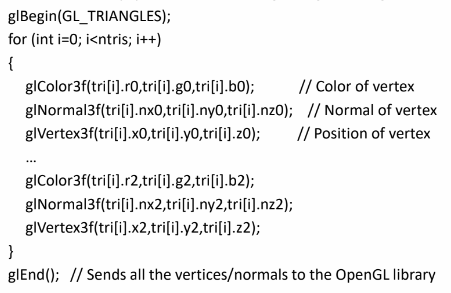 glBegin(GL_TRIANGLES);
for (int i=0; i<ntris; i++)
{
glColor3f(tri[i].r0,tri[i].g0,tri[i].b0); // Color of vertex
glNormal3f(tri[i].nx0,tri[i].ny0,tri[i].nz0); // Normal of vertex
glVertex3f(tri[i].x0,tri[i].y0,tri[i].z0); // Position of vertex
...
glColor3f(tri[i].r2,tri[i].g2,tri[i].b2);
glNormal3f(tri[i].nx2,tri[i].ny2,tri[i].nz2);
glVertex3f(tri[i].x2,tri[i].y2,tri[i].z2);
}
glEnd(); // Sends all the vertices/normals to the OpenGL library